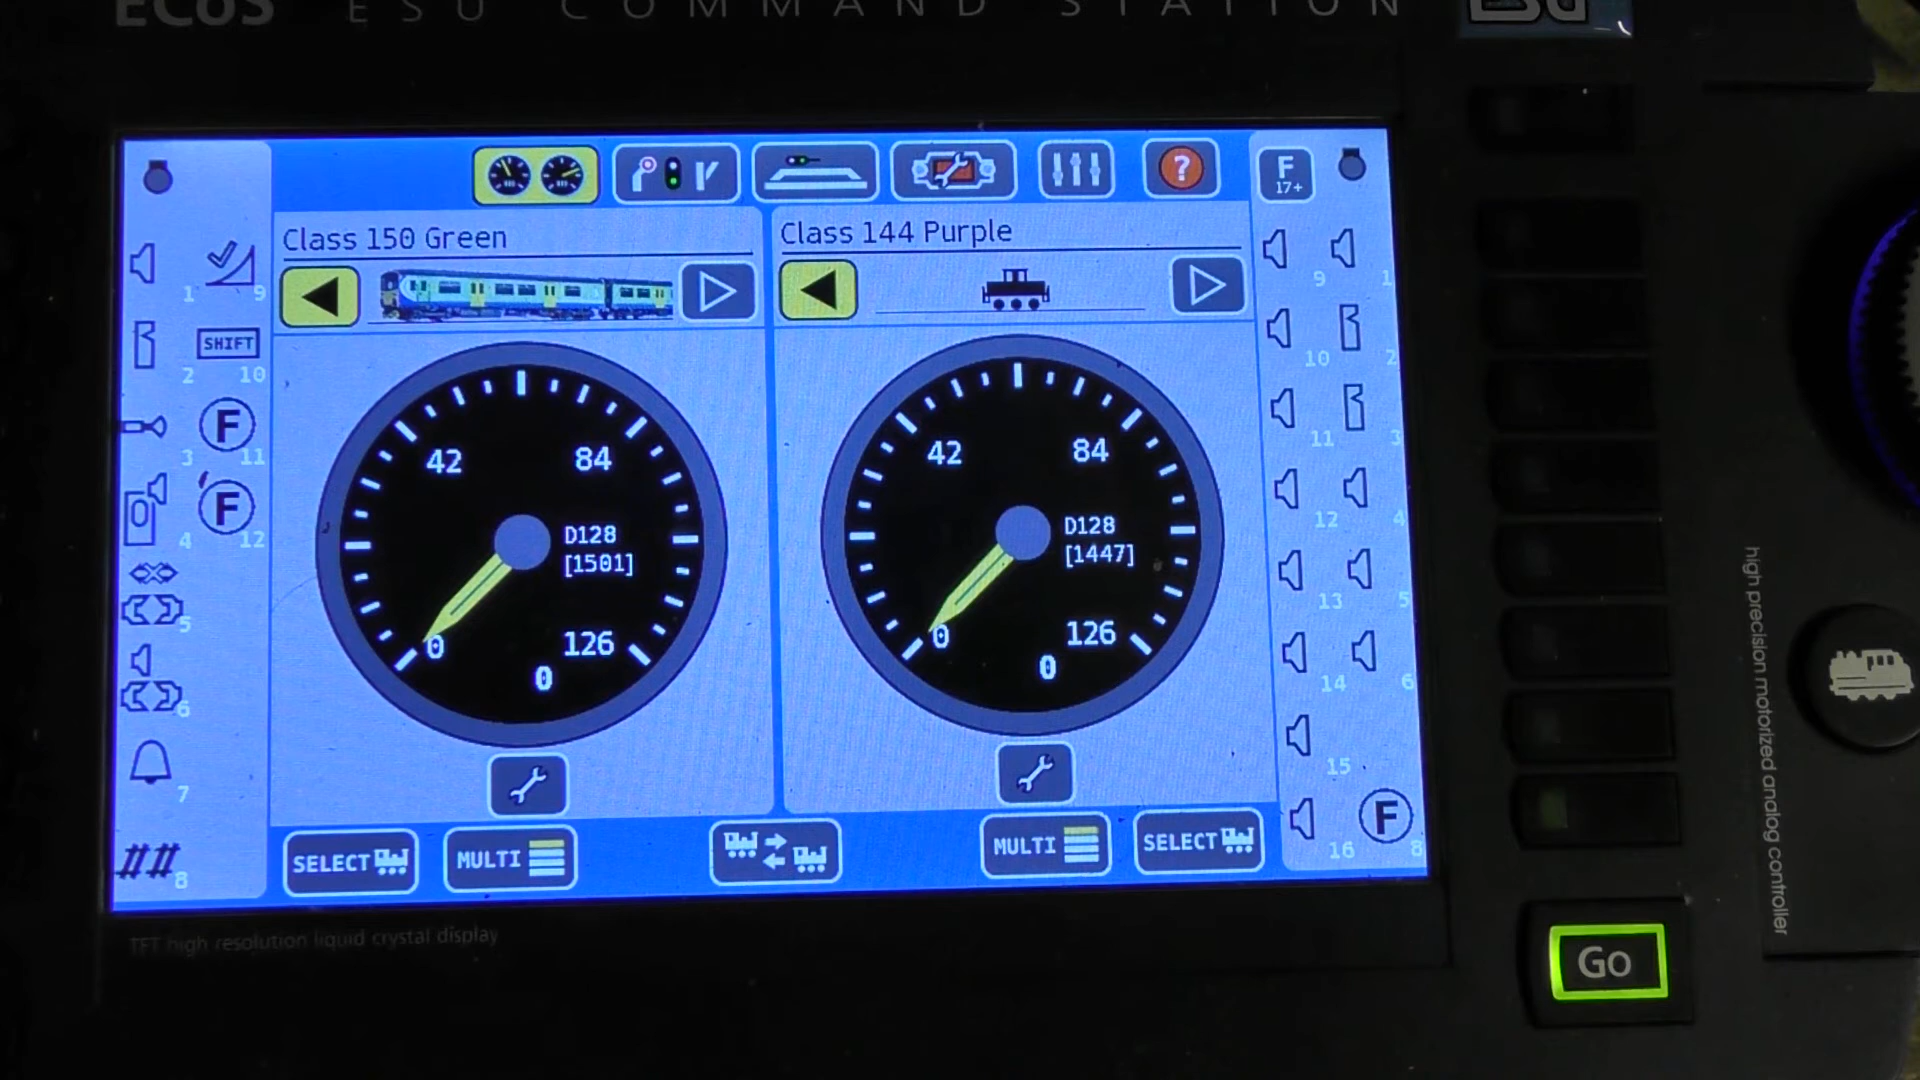 ECoS ESU COMMAND STATION ESU
F
17+
Class 150 Green
Class 144 Purple
1
9
SHIFT
2
10
F
3
11
F
4
12
5
6
7
8
42
84
D128
[1501]
0
126
0
42
84
D128
[1447]
0
126
0
9
1
10
2
11
3
12
4
13
5
14
6
15
F
16
8
?
SELECT
MULTI
MULTI
SELECT
TFT high resolution liquid crystal display
high precision motorized analog controller
Go